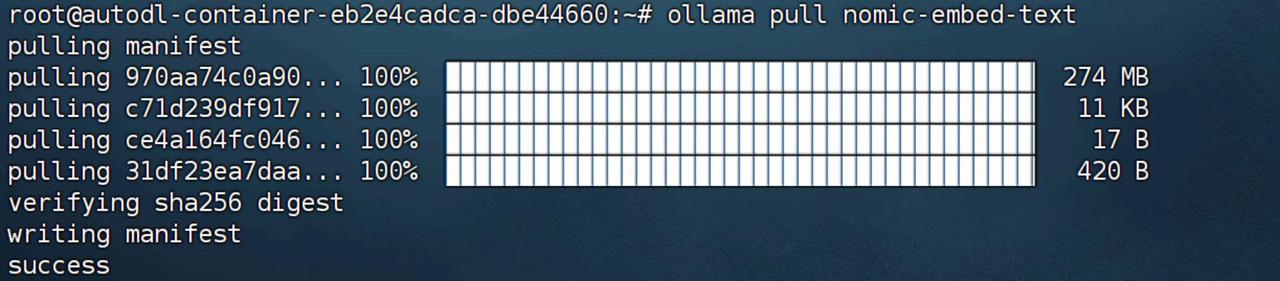 root@autodl-container-eb2e4cadca-dbe44660:~# ollama pull nomic-embed-text
pulling manifest
pulling 970aa74c0a90... 100% 274 MB
pulling c71d239df917... 100% 11 KB
pulling ce4a164fc046... 100% 17 B
pulling 31df23ea7daa... 100% 420 B
verifying sha256 digest
writing manifest
success